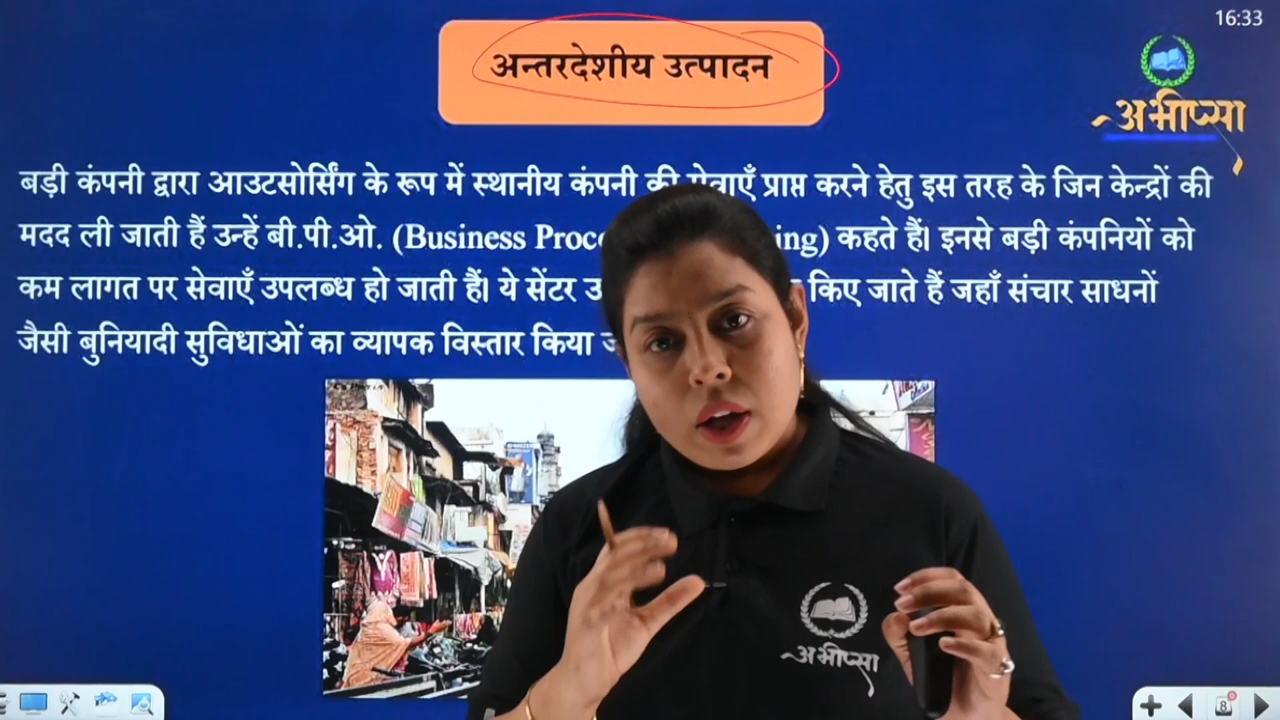 16:33
अन्तरदेशीय उत्पादन
अभीप्सा
बड़ी कंपनी द्वारा आउटसोर्सिंग के रूप में स्थानीय कंपनी की सेवाएँ प्राप्त करने हेतु इस तरह के जिन केन्द्रों की
मदद ली जाती हैं उन्हें बी.पी.ओ. (Business Proc ing) कहते हैं। इनसे बड़ी कंपनियों को
कम लागत पर सेवाएँ उपलब्ध हो जाती हैं। ये सेंटर किए जाते हैं जहाँ संचार साधनों
जैसी बुनियादी सुविधाओं का व्यापक विस्तार किया
अभीप्सा
8